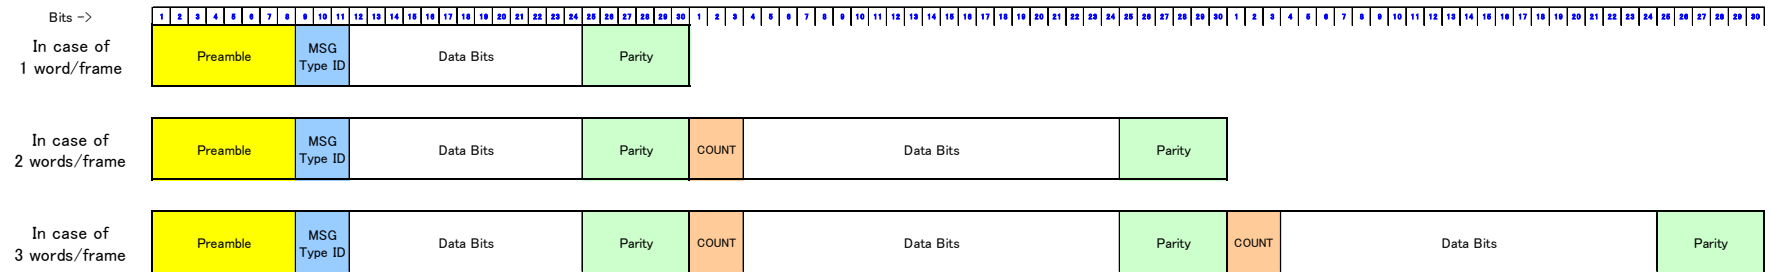 Bits -> 1 2 3 4 5 6 7 8 9 10 11 12 13 14 15 16 17 18 19 20 21 22 23 24 25 26 27 28 29 30 1 2 3 4 5 6 7 8 9 10 11 12 13 14 15 16 17 18 19 20 21 22 23 24 25 26 27 28 29 30 1 2 3 4 5 6 7 8 9 10 11 12 13 14 15 16 17 18 19 20 21 22 23 24 25 26 27 28 29 30
In case of
1 word/frame
Preamble
MSG
Type ID
Data Bits
Parity
In case of
2 words/frame
Preamble
MSG
Type ID
Data Bits
Parity
COUNT
Data Bits
Parity
In case of
3 words/frame
Preamble
MSG
Type ID
Data Bits
Parity
COUNT
Data Bits
Parity
COUNT
Data Bits
Parity